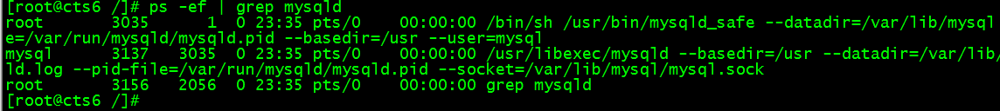 [root@cts6 /]# ps -ef | grep mysqld
root      3035     1  0 23:35 pts/0    00:00:00 /bin/sh /usr/bin/mysqld_safe --datadir=/var/lib/mysql
e=/var/run/mysqld/mysqld.pid --basedir=/usr --user=mysql
mysql     3137  3035  0 23:35 pts/0    00:00:00 /usr/libexec/mysqld --basedir=/usr --datadir=/var/lib/
ld.log --pid-file=/var/run/mysqld/mysqld.pid --socket=/var/lib/mysql/mysql.sock
root      3156  2056  0 23:35 pts/0    00:00:00 grep mysqld
[root@cts6 /]#